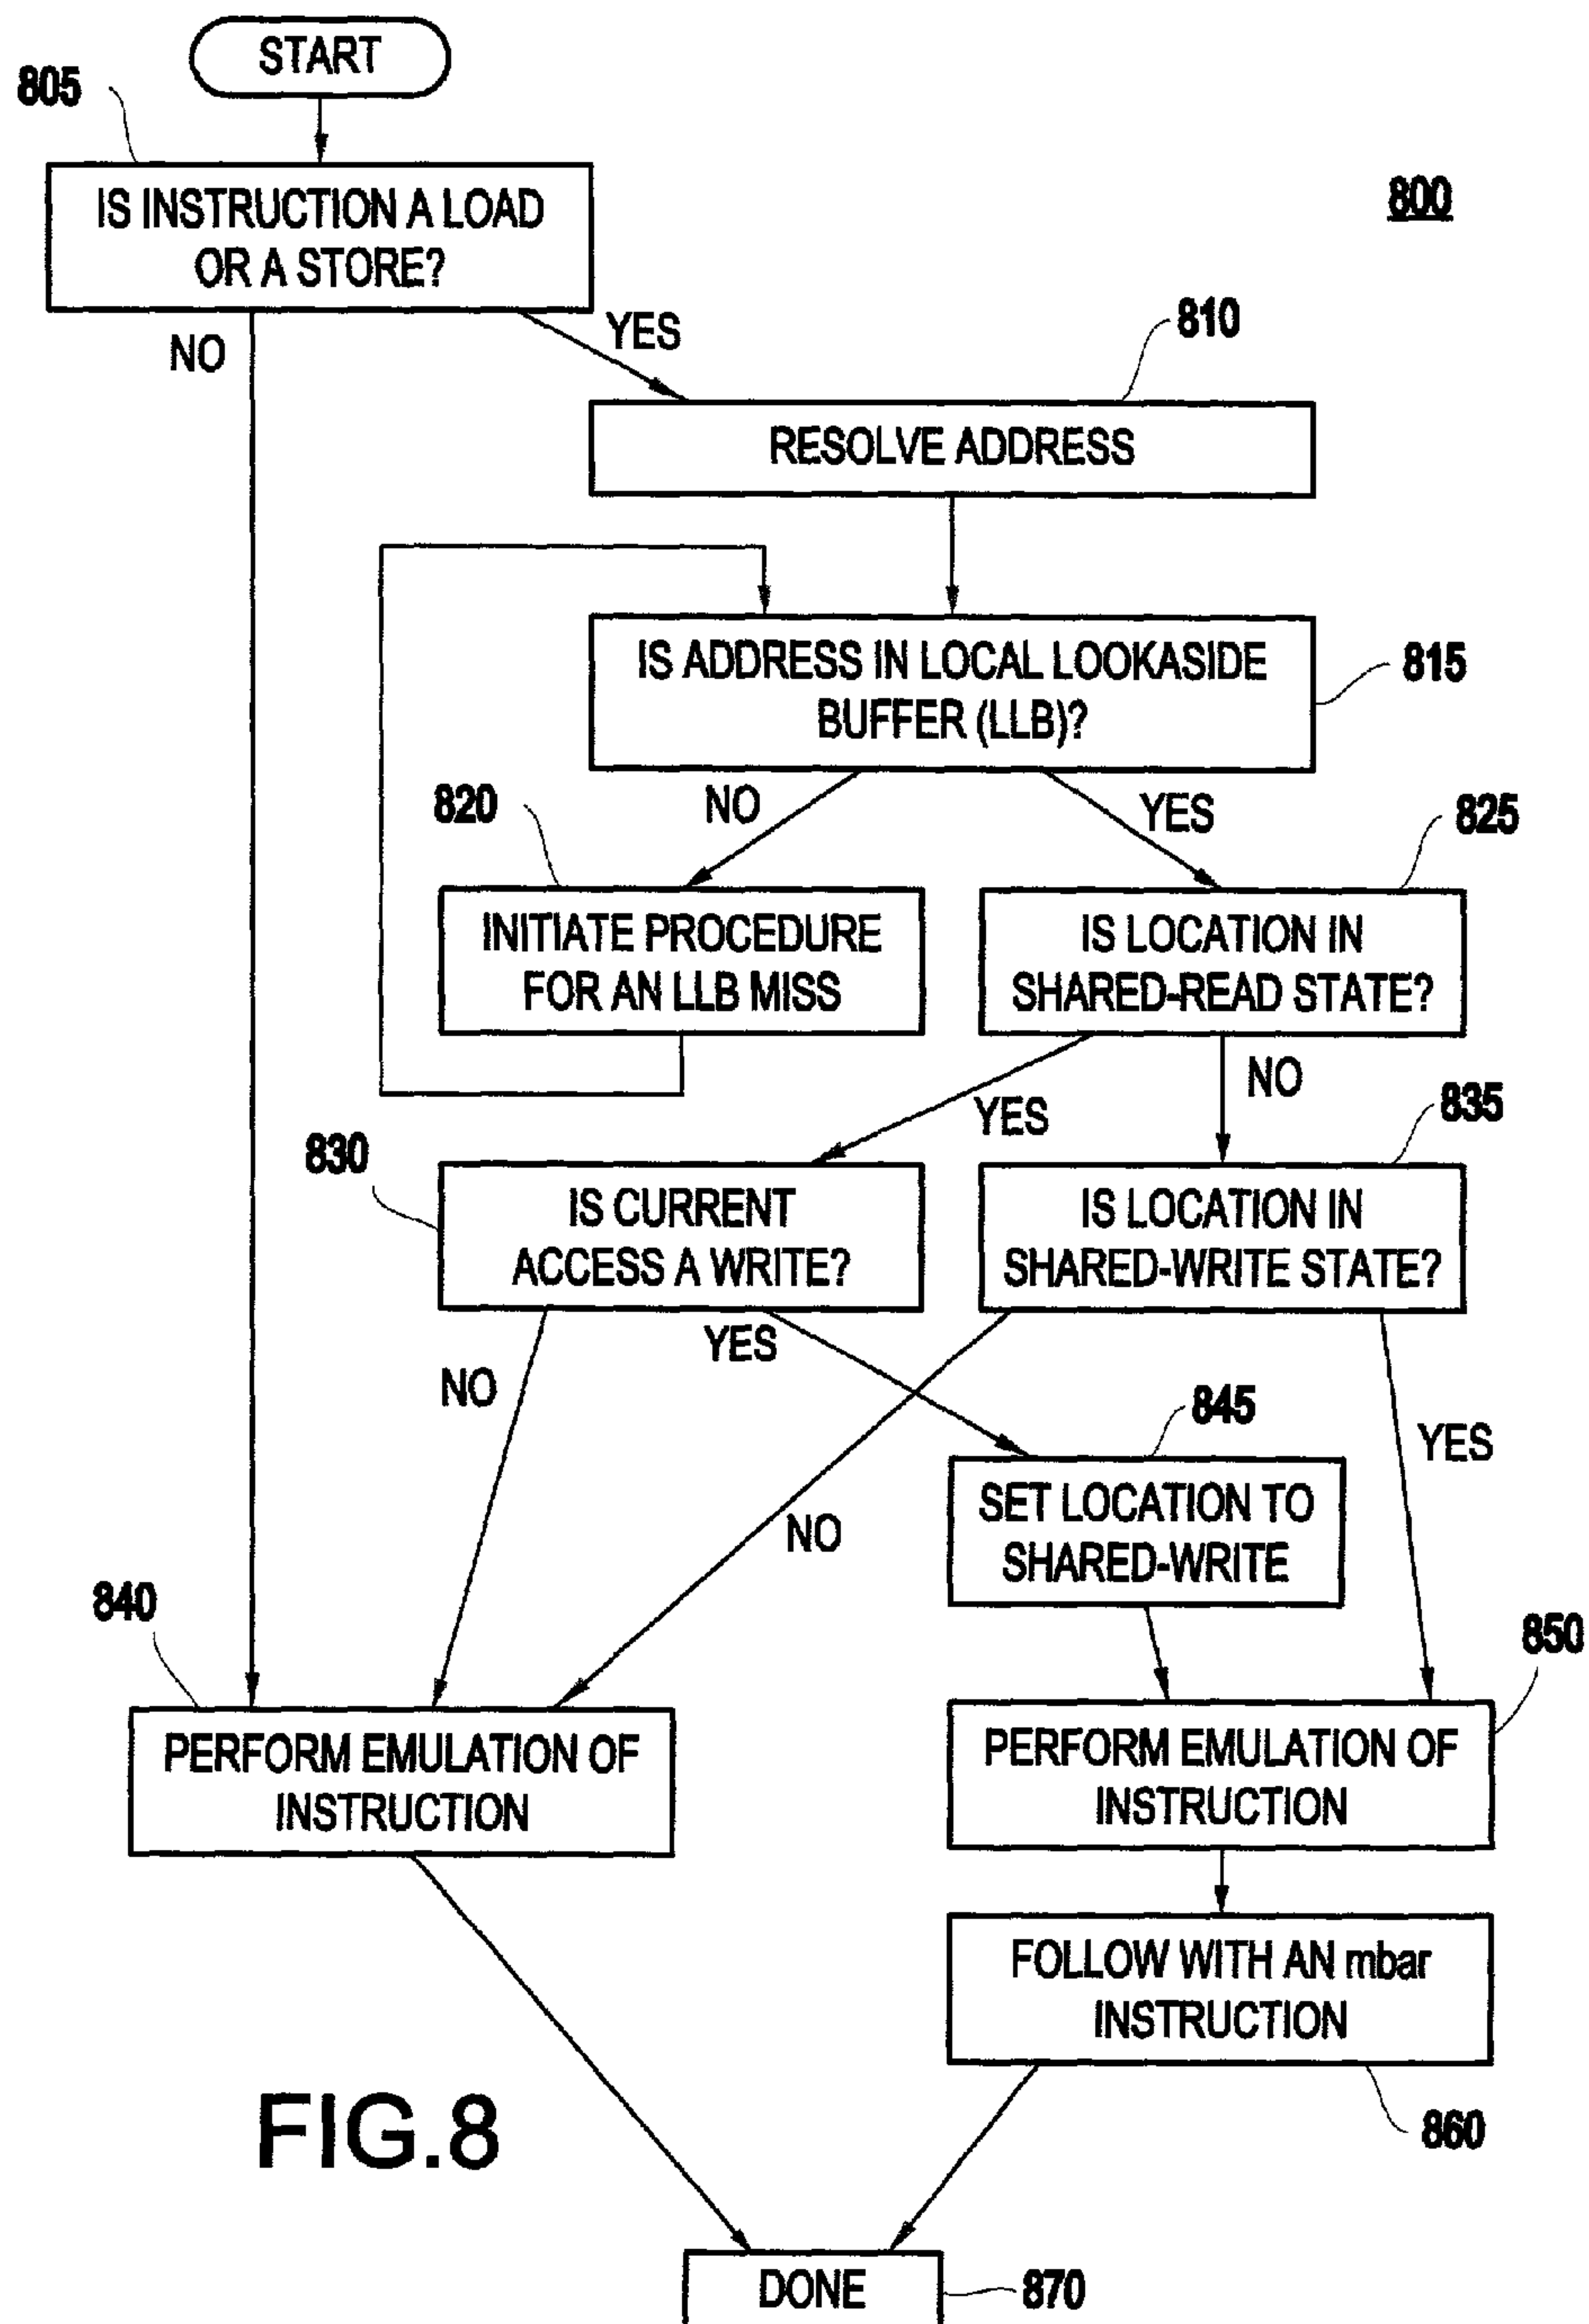 START
805
IS INSTRUCTION A LOAD
OR A STORE?
800
NO
YES
810
RESOLVE ADDRESS
IS ADDRESS IN LOCAL LOOKASIDE
BUFFER (LLB)?
815
820
NO
YES
825
INITIATE PROCEDURE
FOR AN LLB MISS
IS LOCATION IN
SHARED-READ STATE?
YES
NO
835
830
IS CURRENT
ACCESS A WRITE?
IS LOCATION IN
SHARED-WRITE STATE?
NO
YES
845
YES
SET LOCATION TO
SHARED-WRITE
NO
840
850
PERFORM EMULATION OF
INSTRUCTION
PERFORM EMULATION OF
INSTRUCTION
FOLLOW WITH AN mbar
INSTRUCTION
860
FIG.8
DONE
870